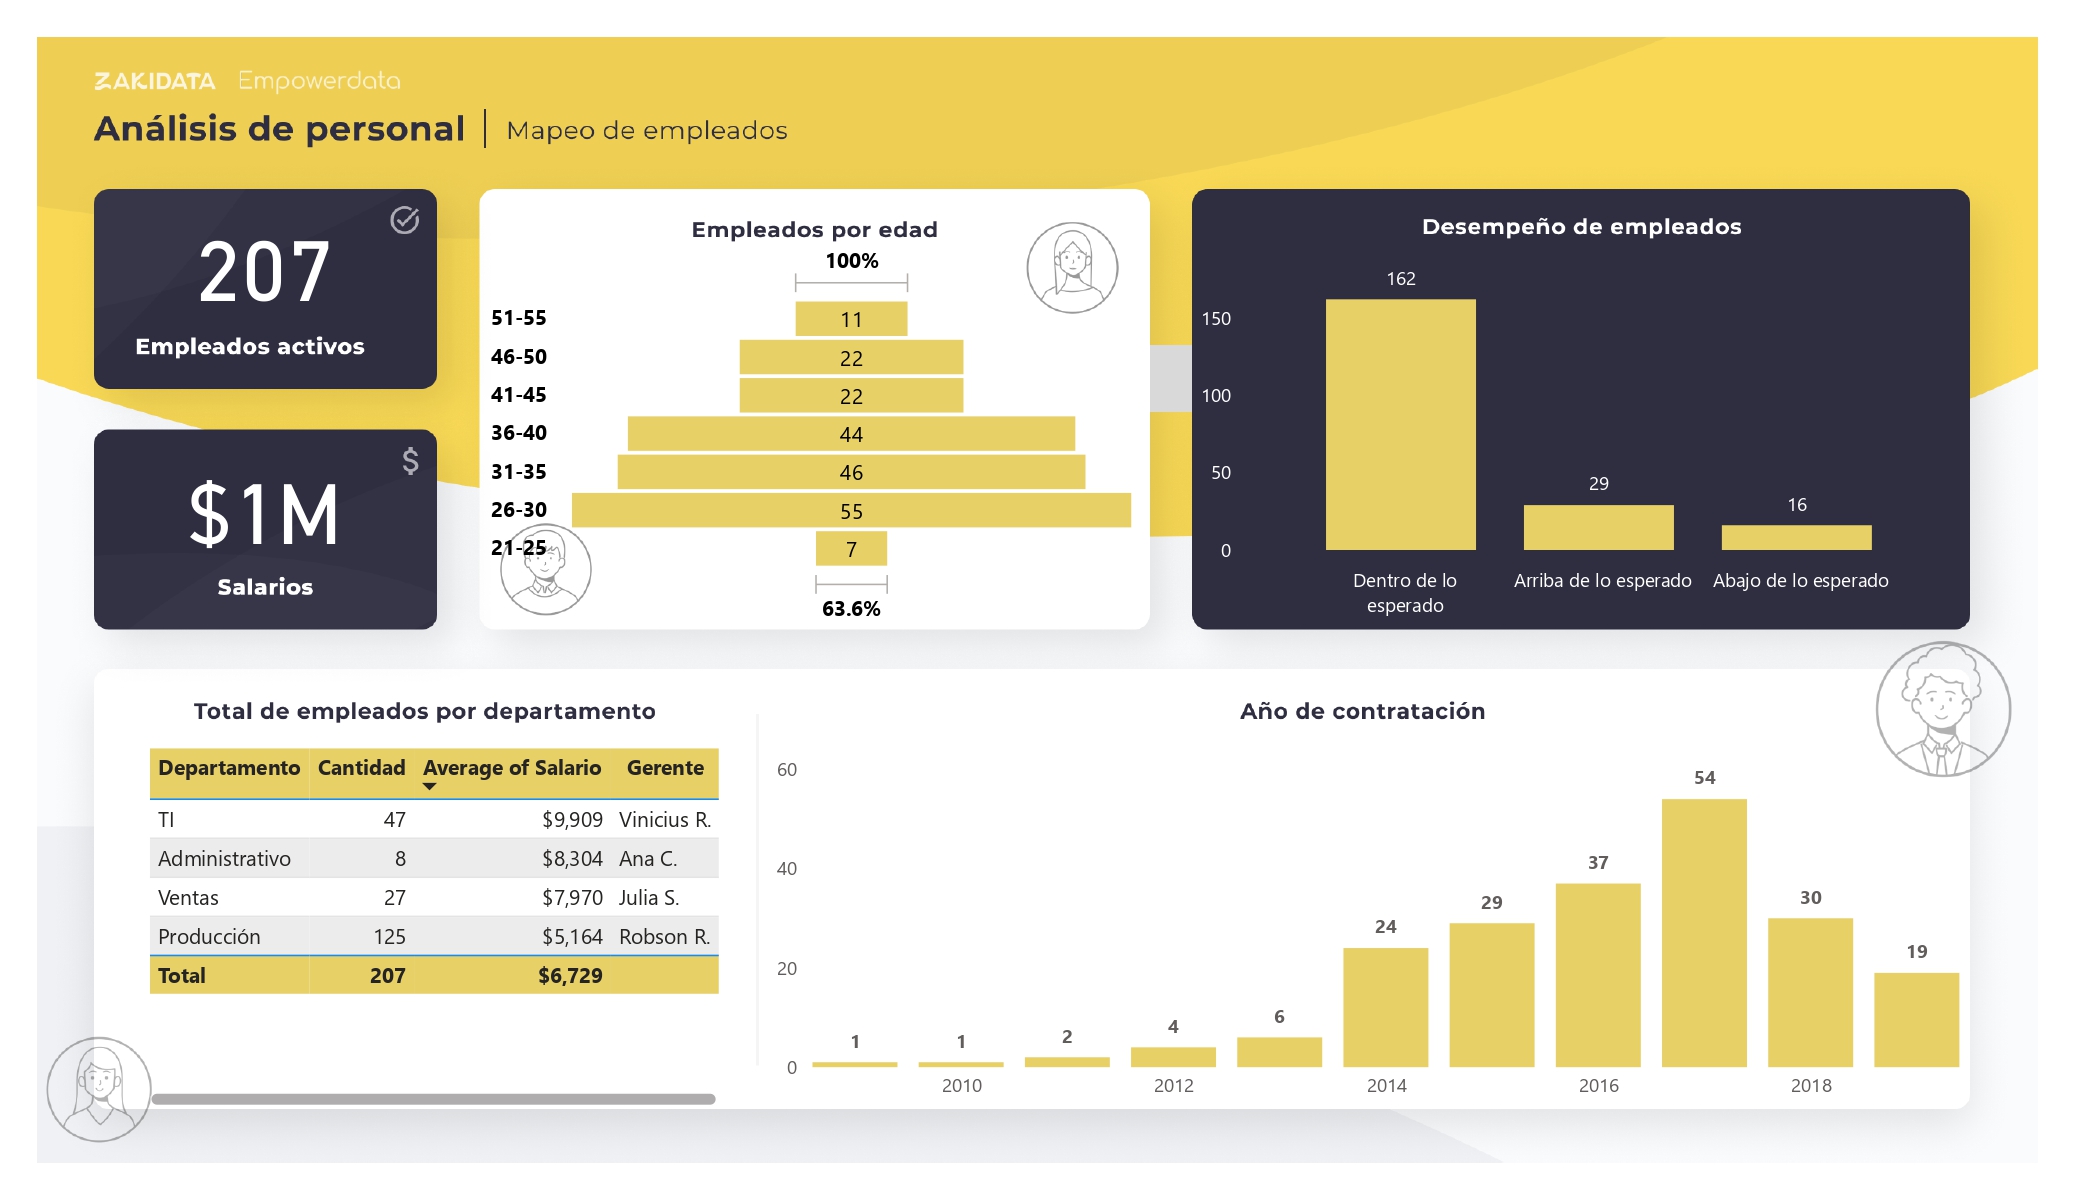 ZAKIDATA Empowerdata
Análisis de personal | Mapeo de empleados
207
Empleados activos
$
$1M
Salarios
Empleados por edad
100%
51-55 11
46-50 22
41-45 22
36-40 44
31-35 46
26-30 55
21-25 7
63.6%
Desempeño de empleados
162
150
100
29
50
16
0
Dentro de lo esperado
Arriba de lo esperado
Abajo de lo esperado
Total de empleados por departamento
Departamento Cantidad Average of Salario Gerente
TI 47 $9,909 Vinicius R.
Administrativo 8 $8,304 Ana C.
Ventas 27 $7,970 Julia S.
Producción 125 $5,164 Robson R.
Total 207 $6,729
Año de contratación
60
40
20
0
1 1 2 4 6 24 29 37 54 30 19
2010 2012 2014 2016 2018